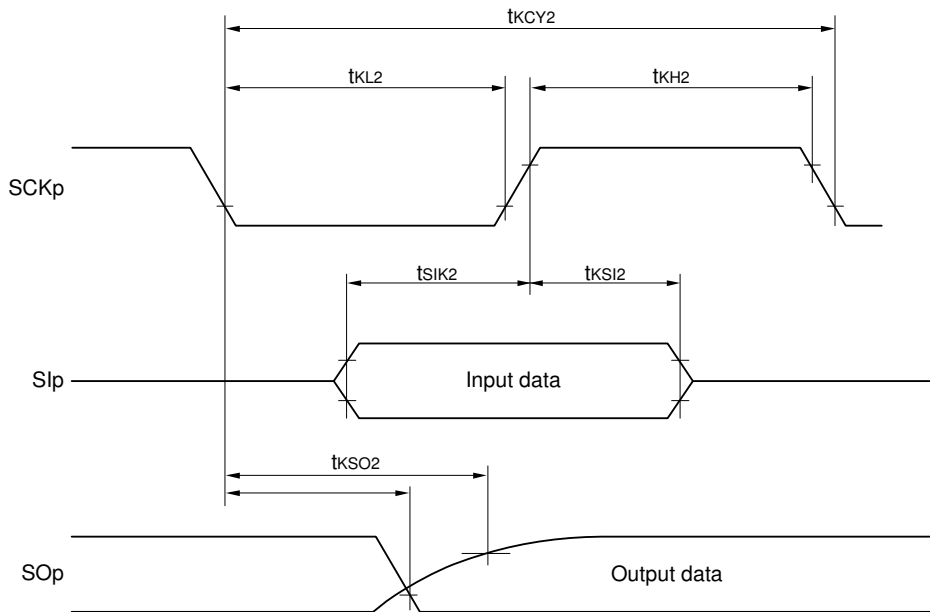 tKCY2
tKL2
tKH2
SCKp
tSIK2
tKSI2
SIp
Input data
tKSO2
SOp
Output data